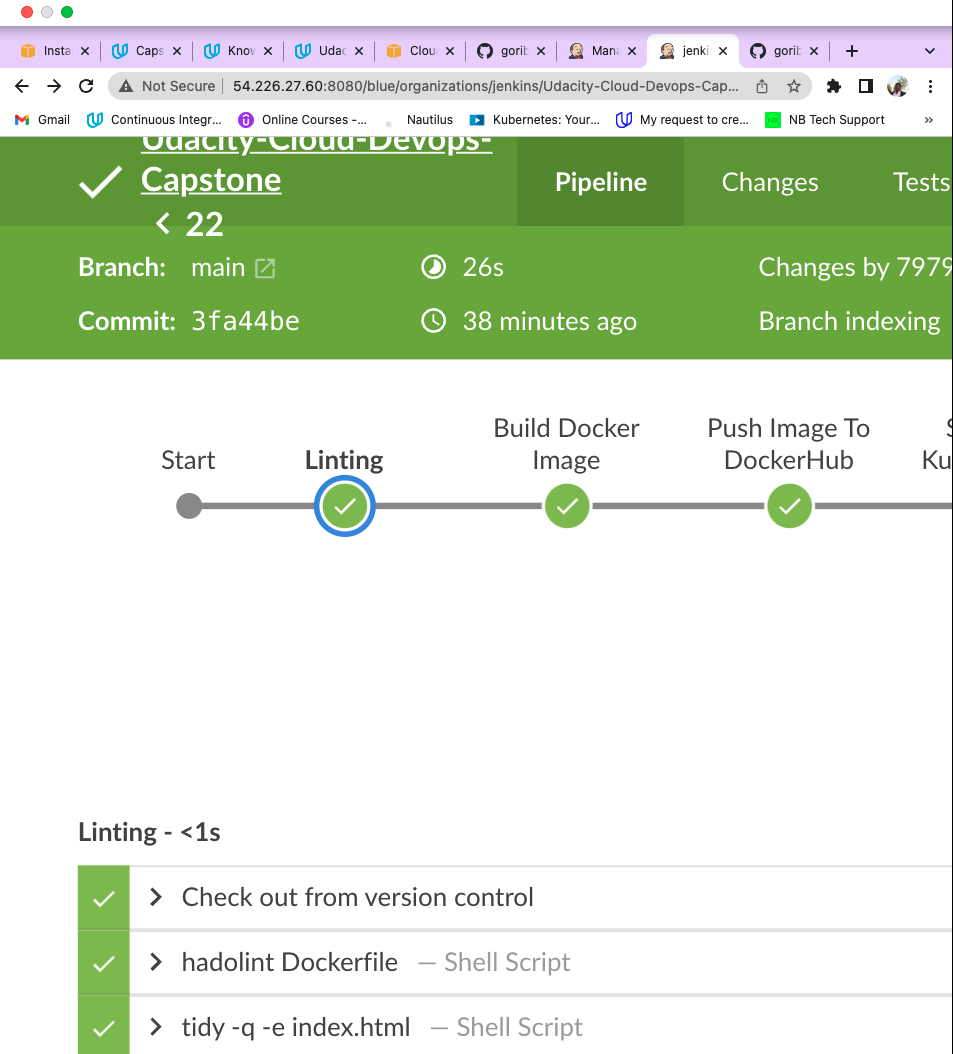 Insta
Caps
Know
Udac
Clou
gorib
Mana
jenki
gorib
Not Secure
54.226.27.60:8080/blue/organizations/jenkins/Udacity-Cloud-Devops-Cap...
Gmail
Continuous Integr...
Online Courses -...
Nautilus
Kubernetes: Your...
My request to cre...
NB Tech Support
»
Udacity-Cloud-Devops-
Capstone
< 22
Pipeline
Changes
Tests
Branch: main
26s
Changes by 7979
Commit: 3fa44be
38 minutes ago
Branch indexing
Start
Linting
Build Docker
Image
Push Image To
DockerHub
Ku
Linting - <1s
Check out from version control
hadolint Dockerfile — Shell Script
tidy -q -e index.html — Shell Script